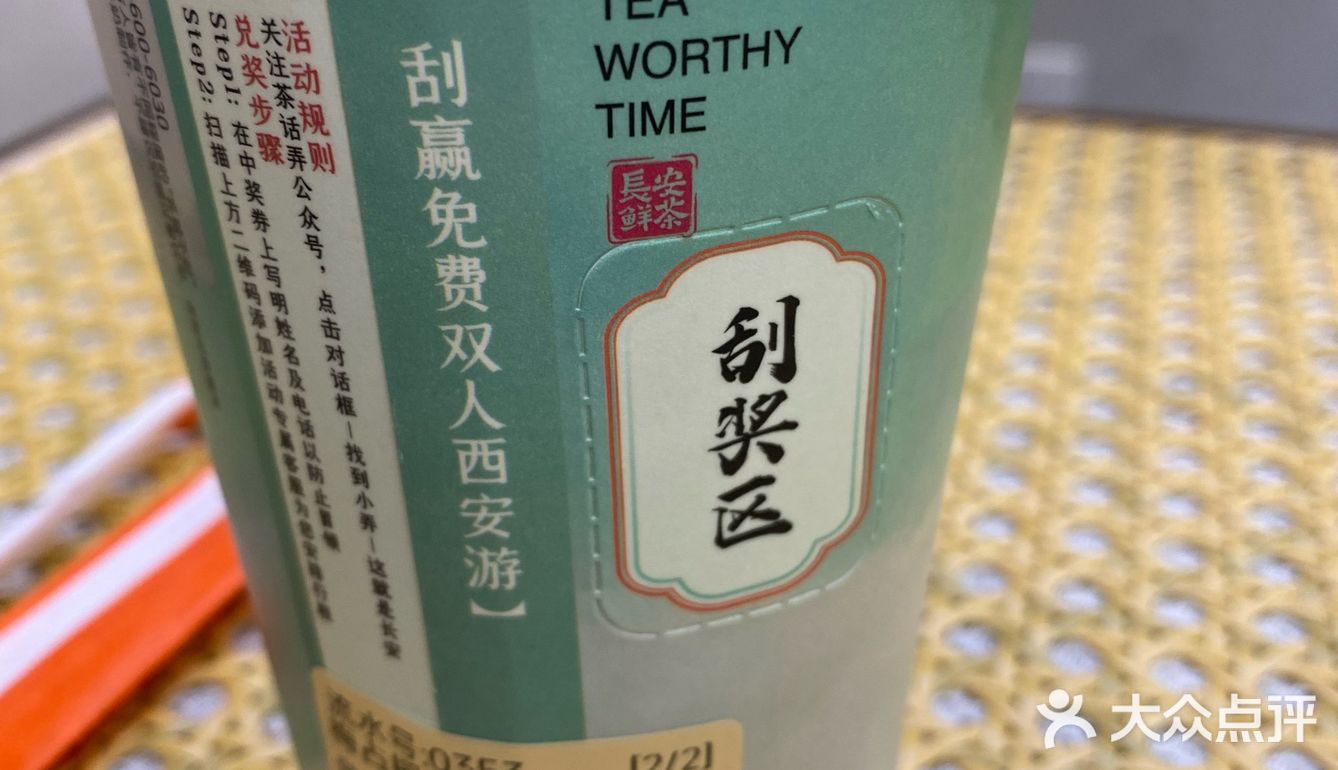 TEA
WORTHY
TIME
長安
鲜茶
刮奖区
刮赢免费双人西安游】
活动规则
关注茶话弄公众号，点击对话框—找到小弄—这就是长安
兑奖步骤
Step1: 在中奖券上写明姓名及电话以防止冒领
Step2: 扫描上方二维码添加活动专属客服为您安排行程
600-6030
流水号:0353
[2/2]
大众点评